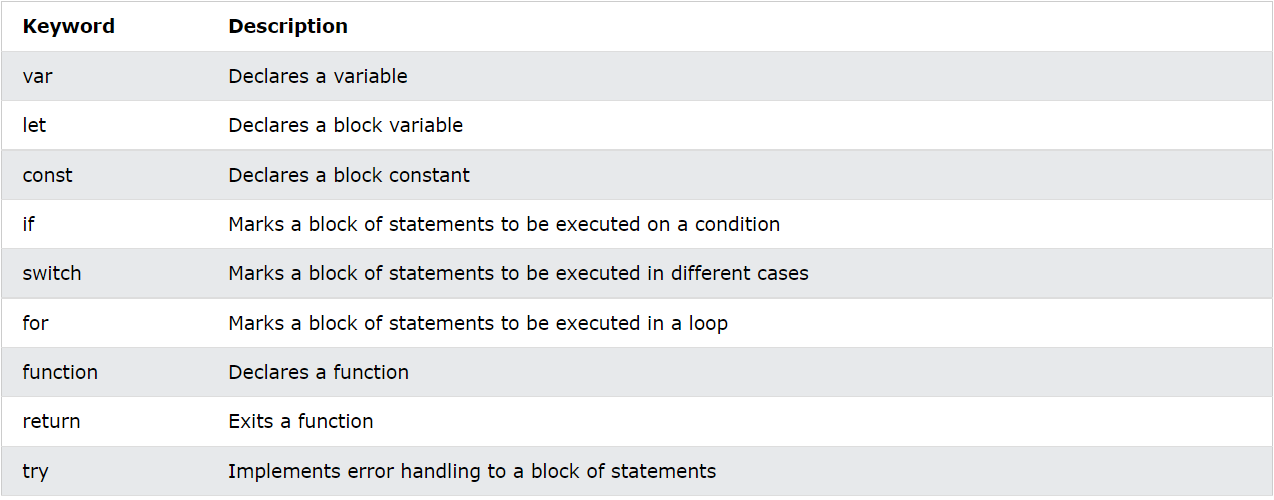 Keyword Description
var Declares a variable
let Declares a block variable
const Declares a block constant
if Marks a block of statements to be executed on a condition
switch Marks a block of statements to be executed in different cases
for Marks a block of statements to be executed in a loop
function Declares a function
return Exits a function
try Implements error handling to a block of statements